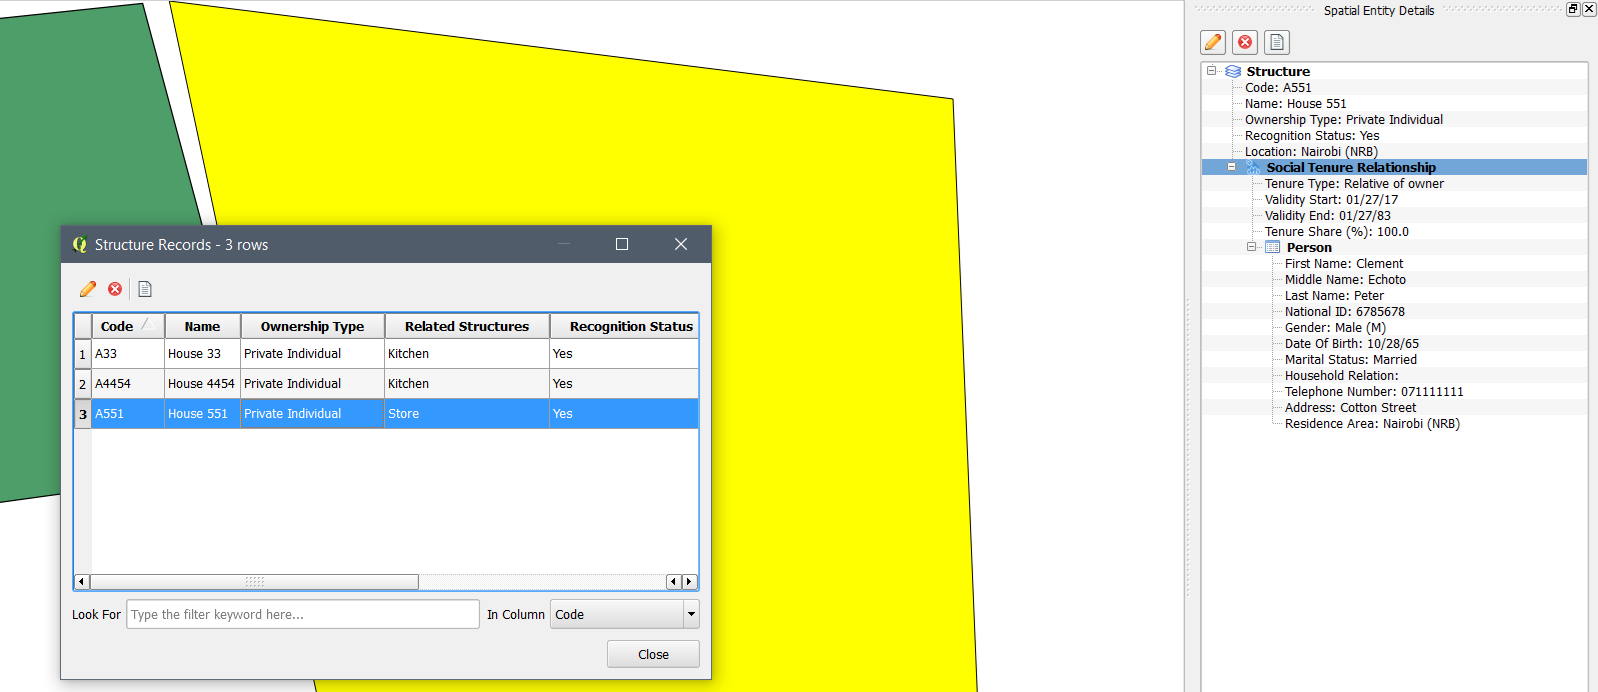 Spatial Entity Details
Structure
Code: A551
Name: House 551
Ownership Type: Private Individual
Recognition Status: Yes
Location: Nairobi (NRB)
Social Tenure Relationship
Tenure Type: Relative of owner
Validity Start: 01/27/17
Validity End: 01/27/83
Tenure Share (%): 100.0
Person
First Name: Clement
Middle Name: Echoto
Last Name: Peter
National ID: 6785678
Gender: Male (M)
Date Of Birth: 10/28/65
Marital Status: Married
Household Relation:
Telephone Number: 071111111
Address: Cotton Street
Residence Area: Nairobi (NRB)
Structure Records - 3 rows
Code Name Ownership Type Related Structures Recognition Status
1 A33 House 33 Private Individual Kitchen Yes
2 A4454 House 4454 Private Individual Kitchen Yes
3 A551 House 551 Private Individual Store Yes
Look For Type the filter keyword here... In Column Code
Close